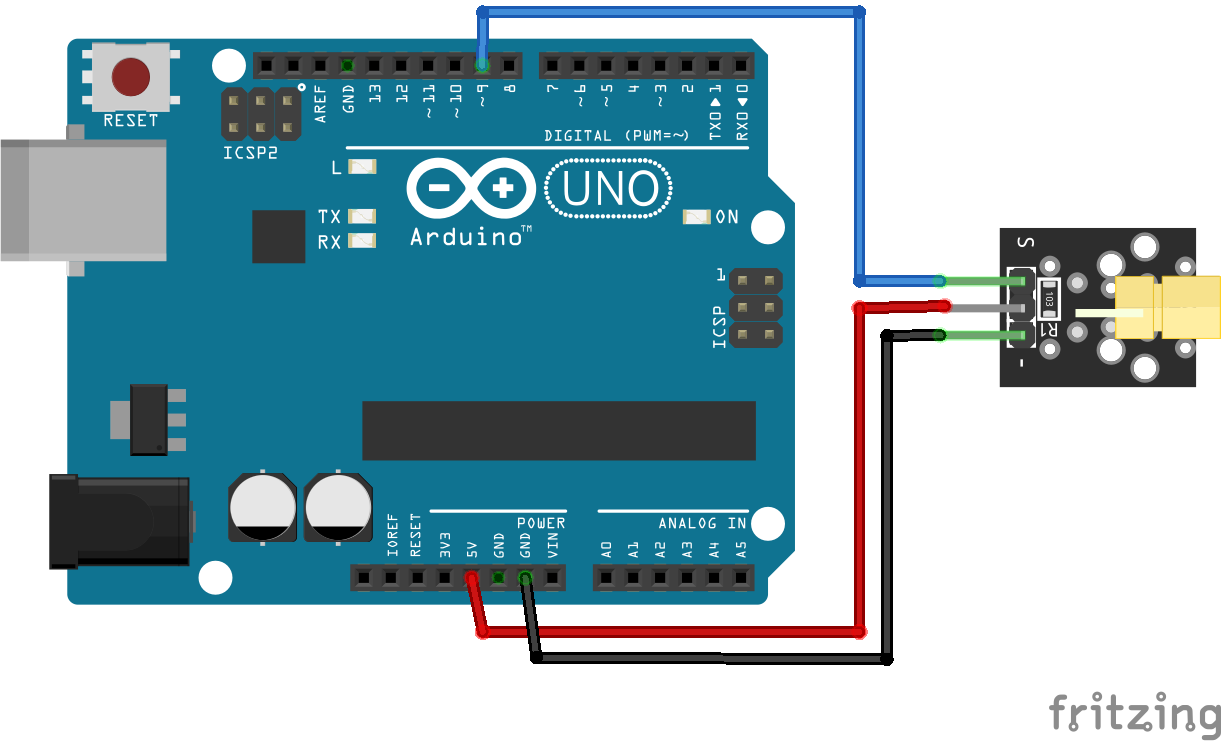 RESET
ICSP2
AREF
GND
13
12
~11
~10
~9
8
7
~6
~5
4
~3
2
TX0▶1
RX0◀0
DIGITAL (PWM=~)
L
TX
RX
UNO
Arduino™
ON
1
ICSP
S
103
R1
-
IOREF
RESET
3V3
5V
GND
GND
VIN
POWER
ANALOG IN
A0
A1
A2
A3
A4
A5
fritzing